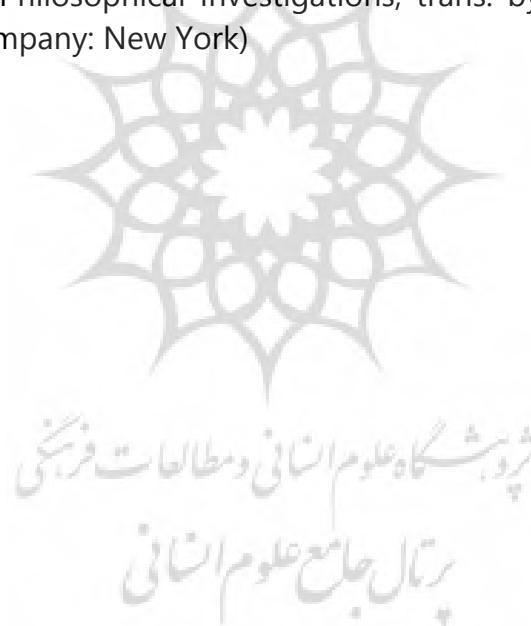 Philosophical Investigations, trans. by
mpany: New York)
پژوهشگاه علوم انسانی و مطالعات فرهنگی
پرتال جامع علوم انسانی